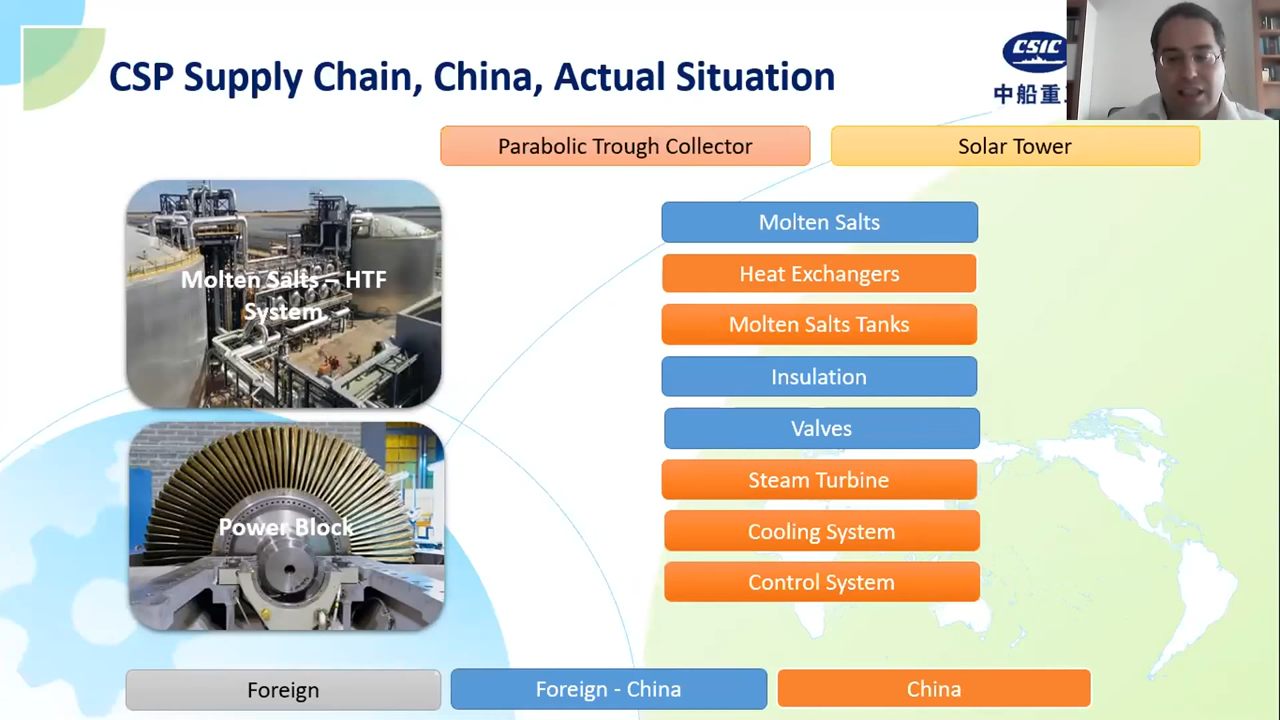 CSP Supply Chain, China, Actual Situation
CSIC
中船重
Parabolic Trough Collector
Solar Tower
Molten Salts – HTF
System
Power Block
Molten Salts
Heat Exchangers
Molten Salts Tanks
Insulation
Valves
Steam Turbine
Cooling System
Control System
Foreign
Foreign - China
China